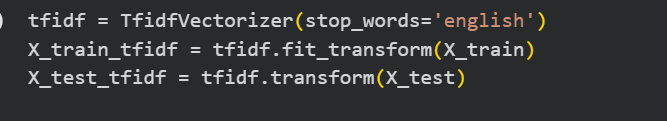 tfidf = TfidfVectorizer(stop_words='english')
X_train_tfidf = tfidf.fit_transform(X_train)
X_test_tfidf = tfidf.transform(X_test)